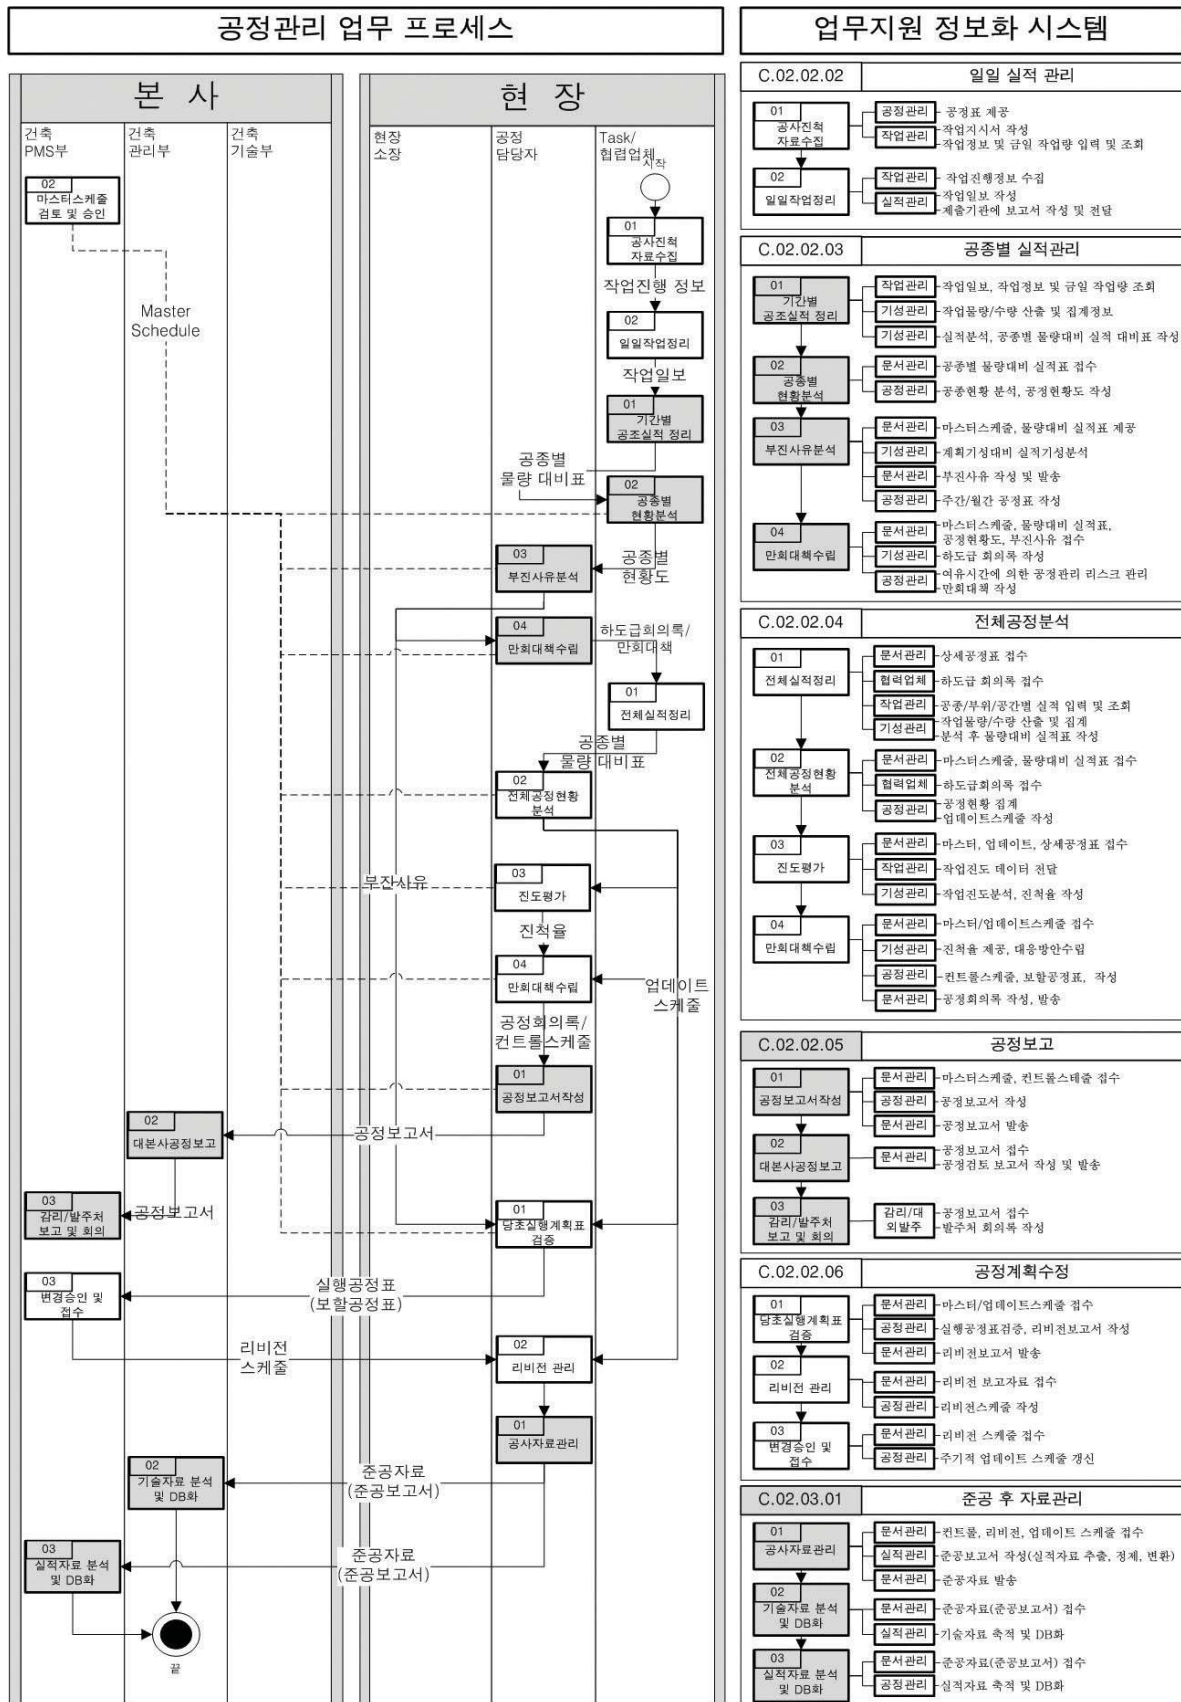 공정관리 업무 프로세스
본 사
현 장
건축
PMS부
건축
관리부
건축
기술부
현장
소장
공정
담당자
Task/
협렵업체
시작
02
마스터스케줄
검토 및 승인
01
공사진척
자료수집
작업진행 정보
Master
Schedule
02
일일작업정리
작업일보
01
기간별
공조실적 정리
공종별
물량 대비표
02
공종별
현황분석
03
부진사유분석
공종별
현황도
04
만회대책수립
하도급회의록/
만회대책
01
전체실적정리
공종별
물량 대비표
02
전체공정현황
분석
부잔사유
03
진도평가
진척율
04
만회대책수립
업데이트
스케줄
공정회의록/
컨트롤스케줄
01
공정보고서작성
02
대본사공정보고
공정보고서
03
감리/발주처
보고 및 회의
공정보고서
01
당초실행계획표
검증
03
변경승인 및
접수
실행공정표
(보할공정표)
리비전
스케줄
02
리비전 관리
01
공사자료관리
02
기술자료 분석
및 DB화
준공자료
(준공보고서)
03
실적자료 분석
및 DB화
준공자료
(준공보고서)
끝
업무지원 정보화 시스템
C.02.02.02 일일 실적 관리
01
공사진척
자료수집
공정관리 공정표 제공
작업관리 작업지시서 작성
작업정보 및 금일 작업량 입력 및 조회
02
일일작업정리
작업관리 작업진행정보 수집
실적관리 작업일보 작성
제출기관에 보고서 작성 및 전달
C.02.02.03 공종별 실적관리
01
기간별
공조실적 정리
작업관리 작업일보, 작업정보 및 금일 작업량 조회
기성관리 작업물량/수량 산출 및 집계정보
기성관리 실적분석, 공종별 물량대비 실적 대비표 작성
02
공종별
현황분석
문서관리 공종별 물량대비 실적표 접수
공정관리 공종현황 분석, 공정현황도 작성
03
부진사유분석
문서관리 마스터스케줄, 물량대비 실적표 제공
기성관리 계획기성대비 실적기성분석
문서관리 부진사유 작성 및 발송
공정관리 주간/월간 공정표 작성
04
만회대책수립
문서관리 마스터스케줄, 물량대비 실적표,
공정현황도, 부진사유 접수
기성관리 하도급 회의록 작성
공정관리 여유시간에 의한 공정관리 리스크 관리
만회대책 작성
C.02.02.04 전체공정분석
01
전체실적정리
문서관리 상세공정표 접수
협력업체 하도급 회의록 접수
작업관리 공종/부위/공간별 실적 입력 및 조회
기성관리 작업물량/수량 산출 및 집계
분석 후 물량대비 실적표 작성
02
전체공정현황
분석
문서관리 마스터스케줄, 물량대비 실적표 접수
협력업체 하도급회의록 접수
공정관리 공정현황 집계
업데이트스케줄 작성
03
진도평가
문서관리 마스터, 업데이트, 상세공정표 접수
작업관리 작업진도 데이터 전달
기성관리 작업진도분석, 진척율 작성
04
만회대책수립
문서관리 마스터/업데이트스케줄 접수
기성관리 진척율 제공, 대응방안수립
공정관리 컨트롤스케줄, 보할공정표, 작성
문서관리 공정회의록 작성, 발송
C.02.02.05 공정보고
01
공정보고서작성
문서관리 마스터스케줄, 컨트롤스테줄 접수
공정관리 공정보고서 작성
문서관리 공정보고서 발송
02
대본사공정보고
문서관리 공정보고서 접수
공정검토 보고서 작성 및 발송
03
감리/발주처
보고 및 회의
감리/대
외발주
공정보고서 접수
발주처 회의록 작성
C.02.02.06 공정계획수정
01
당초실행계획표
검증
문서관리 마스터/업데이트스케줄 접수
공정관리 실행공정표검증, 리비전보고서 작성
문서관리 리비전보고서 발송
02
리비전 관리
문서관리 리비전 보고자료 접수
공정관리 리비전스케줄 작성
03
변경승인 및
접수
문서관리 리비전 스케줄 접수
공정관리 주기적 업데이트 스케줄 갱신
C.02.03.01 준공 후 자료관리
01
공사자료관리
문서관리 컨트롤, 리비전, 업데이트 스케줄 접수
실적관리 준공보고서 작성(실적자료 추출, 정제, 변환)
문서관리 준공자료 발송
02
기술자료 분석
및 DB화
문서관리 준공자료(준공보고서) 접수
실적관리 기술자료 축적 및 DB화
03
실적자료 분석
및 DB화
문서관리 준공자료(준공보고서) 접수
공정관리 실적자료 축적 및 DB화